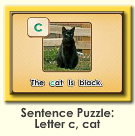 c
The cat is black.
Sentence Puzzle:
Letter c, cat